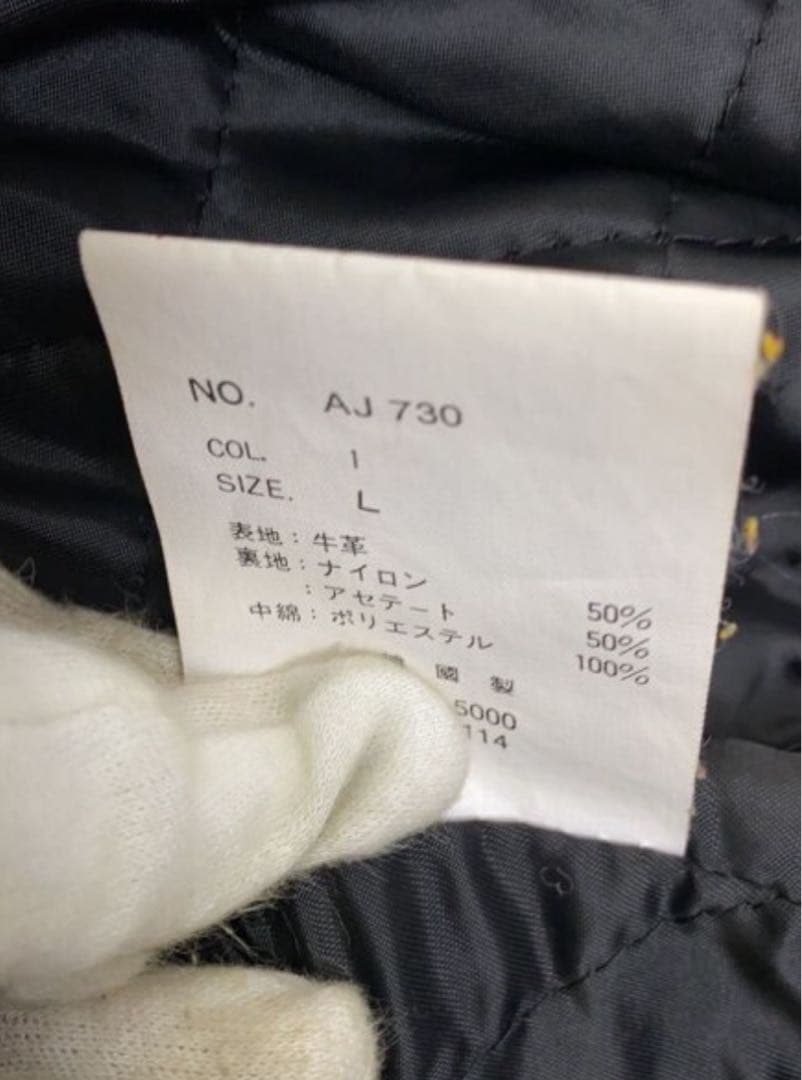 NO. AJ 730
COL. 1
SIZE. L
表地 : 牛革
裏地 : ナイロン 50%
: アセテート 50%
中綿 : ポリエステル 100%
國 製
5000
114